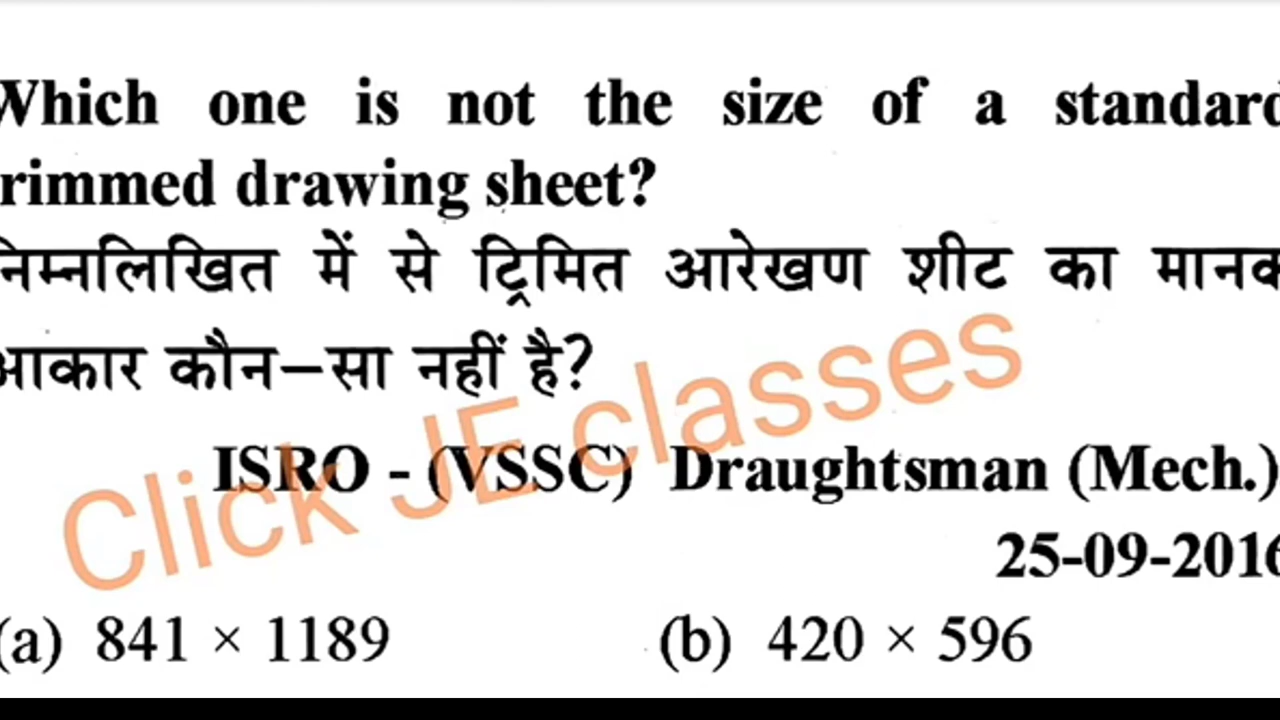 Which one is not the size of a standard
rimmed drawing sheet?
निम्नलिखित में से ट्रिमित आरेखण शीट का मानक
आकार कौन–सा नहीं है?
Click JE classes
ISRO - (VSSC) Draughtsman (Mech.)
25-09-2016
(a) 841 × 1189 (b) 420 × 596